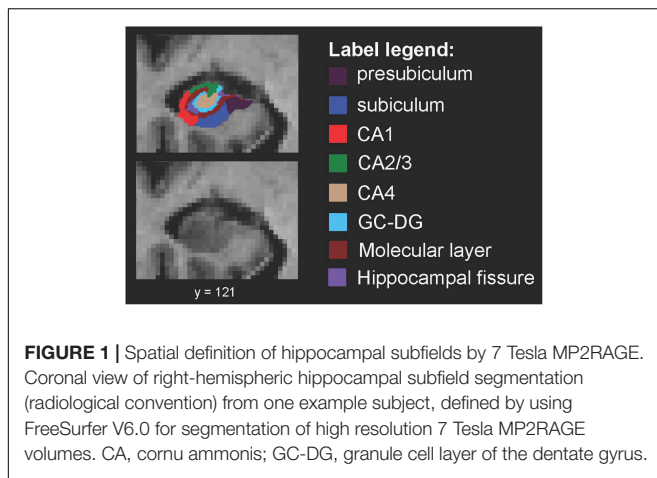 Label legend:
presubiculum
subiculum
CA1
CA2/3
CA4
GC-DG
Molecular layer
Hippocampal fissure
y = 121
FIGURE 1 | Spatial definition of hippocampal subfields by 7 Tesla MP2RAGE.
Coronal view of right-hemispheric hippocampal subfield segmentation
(radiological convention) from one example subject, defined by using
FreeSurfer V6.0 for segmentation of high resolution 7 Tesla MP2RAGE
volumes. CA, cornu ammonis; GC-DG, granule cell layer of the dentate gyrus.